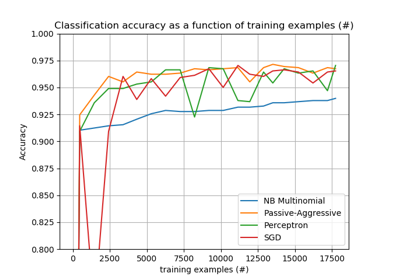 Classification accuracy as a function of training examples (#)
1.000
0.975
0.950
0.925
0.900
0.875
0.850
0.825
0.800
Accuracy
NB Multinomial
Passive-Aggressive
Perceptron
SGD
0 2500 5000 7500 10000 12500 15000 17500
training examples (#)